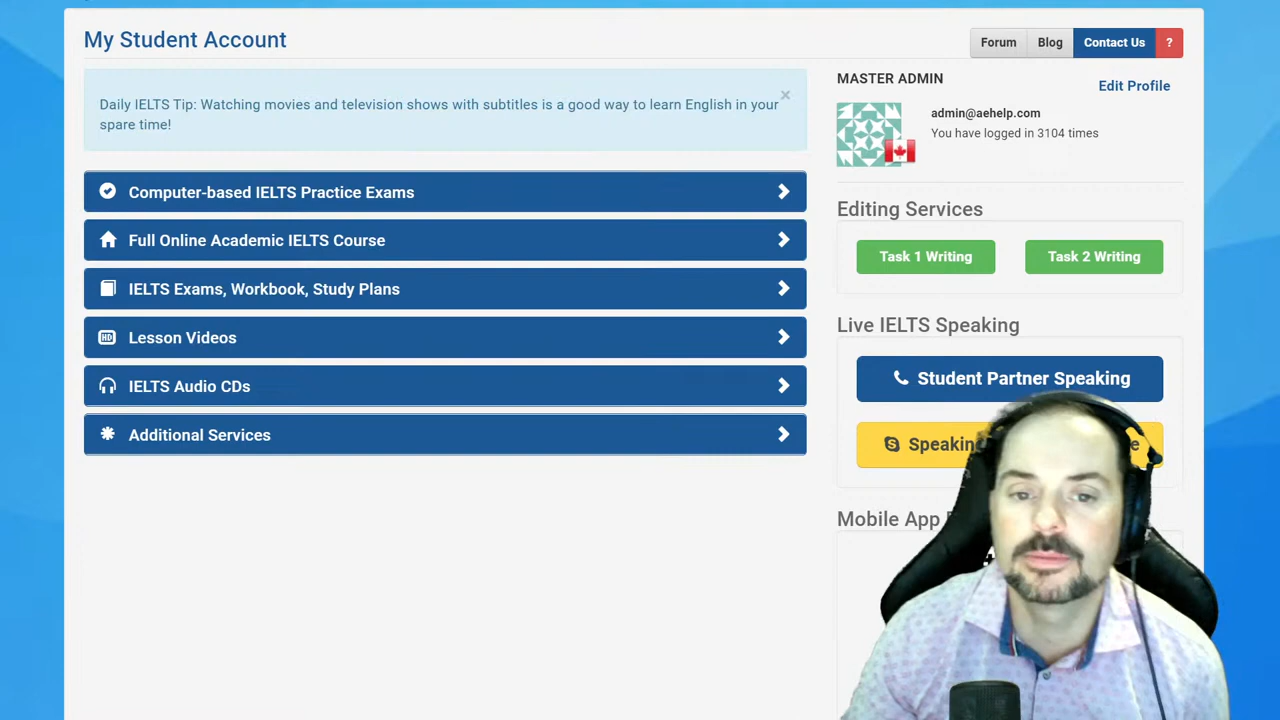 My Student Account
Forum
Blog
Contact Us
?
Daily IELTS Tip: Watching movies and television shows with subtitles is a good way to learn English in your
spare time!
×
Computer-based IELTS Practice Exams
Full Online Academic IELTS Course
IELTS Exams, Workbook, Study Plans
HD Lesson Videos
IELTS Audio CDs
Additional Services
MASTER ADMIN
Edit Profile
admin@aehelp.com
You have logged in 3104 times
Editing Services
Task 1 Writing
Task 2 Writing
Live IELTS Speaking
Student Partner Speaking
Mobile App